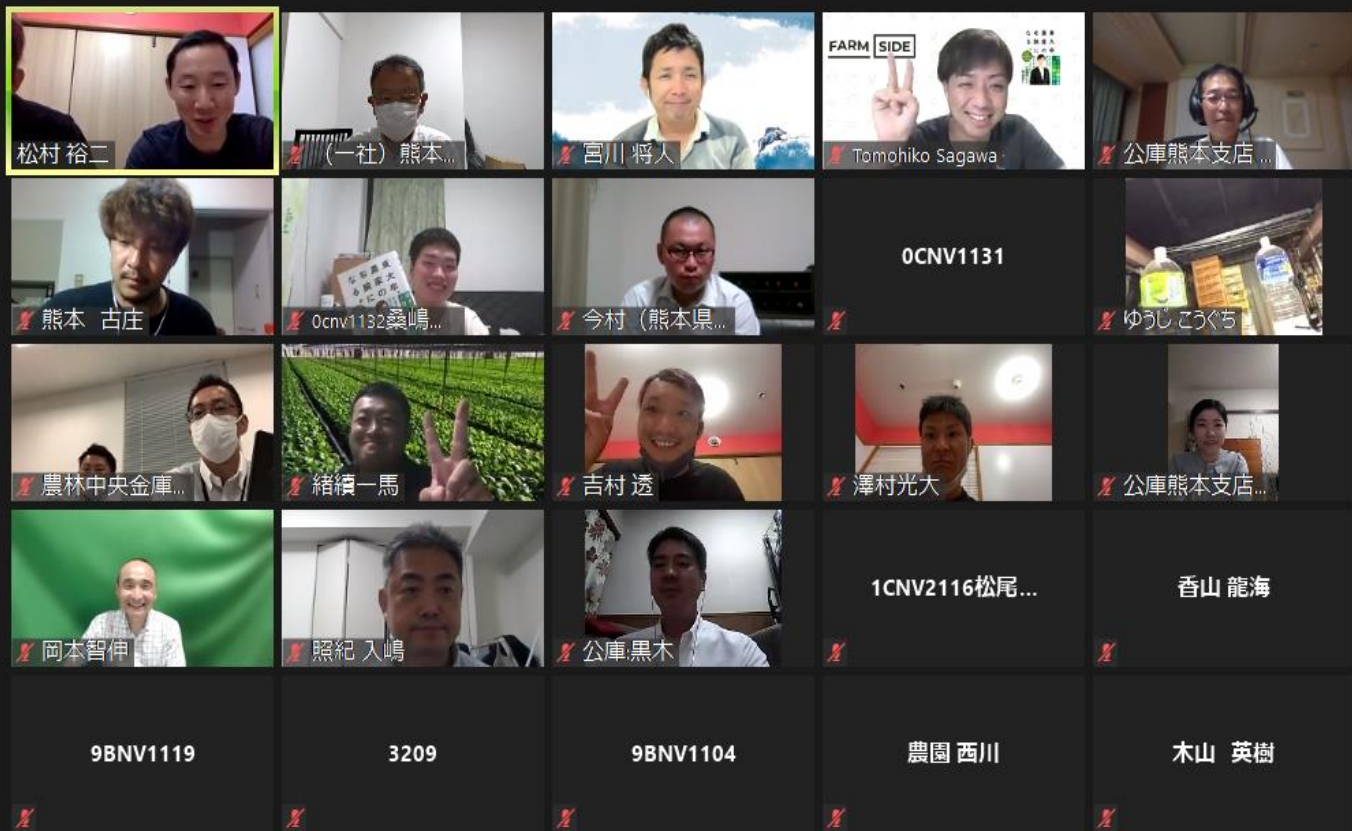 松村 裕二
（一社）熊本...
宮川 将人
FARM SIDE
Tomohiko Sagawa
公庫熊本支店 ...
熊本 古庄
0cnv1132桑嶋...
今村（熊本県...
0CNV1131
ゆうじ こうぐち
農林中央金庫...
緒續一馬
吉村 透
澤村光大
公庫熊本支店...
岡本智伸
照紀 入嶋
公庫:黒木
1CNV2116松尾...
香山 龍海
9BNV1119
3209
9BNV1104
農園 西川
木山 英樹